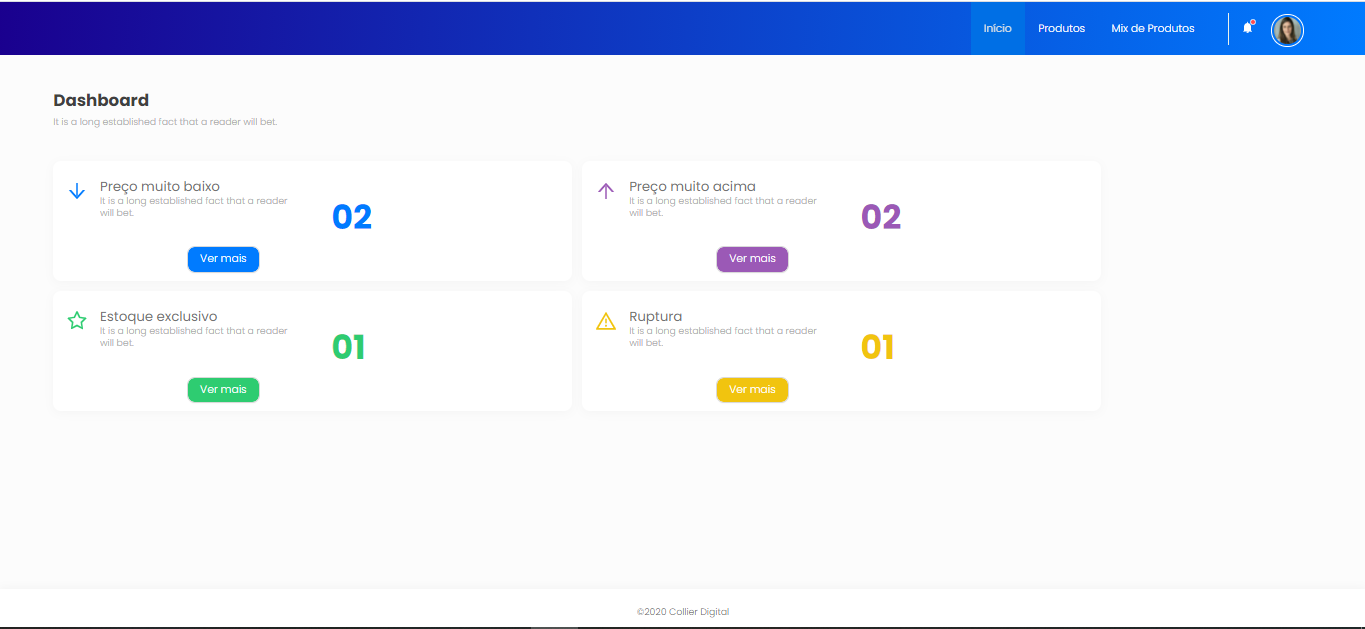 Início Produtos Mix de Produtos
Dashboard
It is a long established fact that a reader will bet.
Preço muito baixo
It is a long established fact that a reader
will bet.
02
Ver mais
Preço muito acima
It is a long established fact that a reader
will bet.
02
Ver mais
Estoque exclusivo
It is a long established fact that a reader
will bet.
01
Ver mais
Ruptura
It is a long established fact that a reader
will bet.
01
Ver mais
©2020 Collier Digital